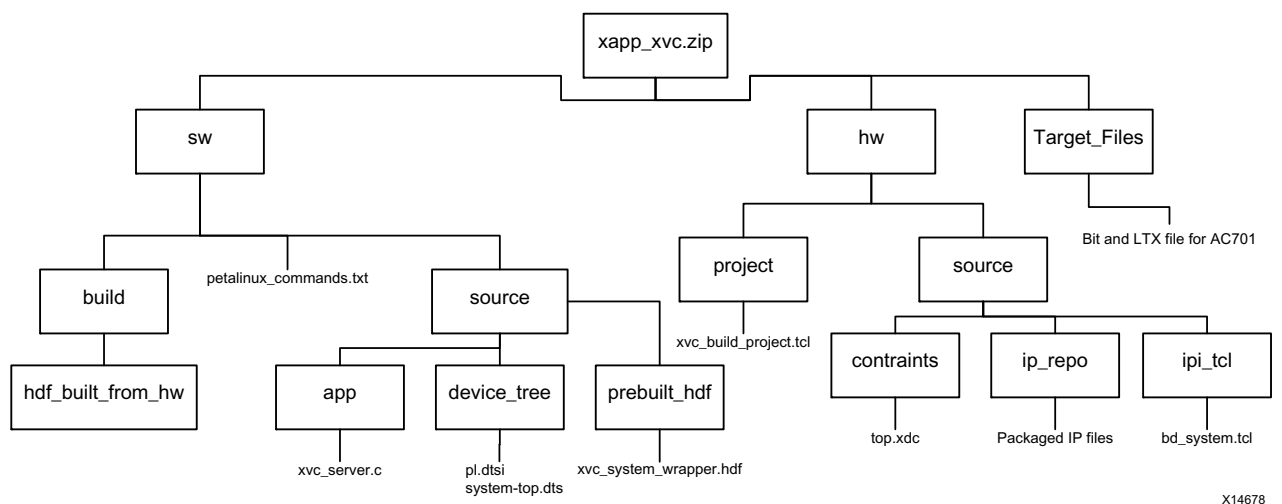 xapp_xvc.zip
sw
hw
Target_Files
Bit and LTX file for AC701
build
petalinux_commands.txt
source
project
source
xvc_build_project.tcl
hdf_built_from_hw
app
device_tree
prebuilt_hdf
contraints
ip_repo
ipi_tcl
xvc_server.c
pl.dtsi
system-top.dts
xvc_system_wrapper.hdf
top.xdc
Packaged IP files
bd_system.tcl
X14678